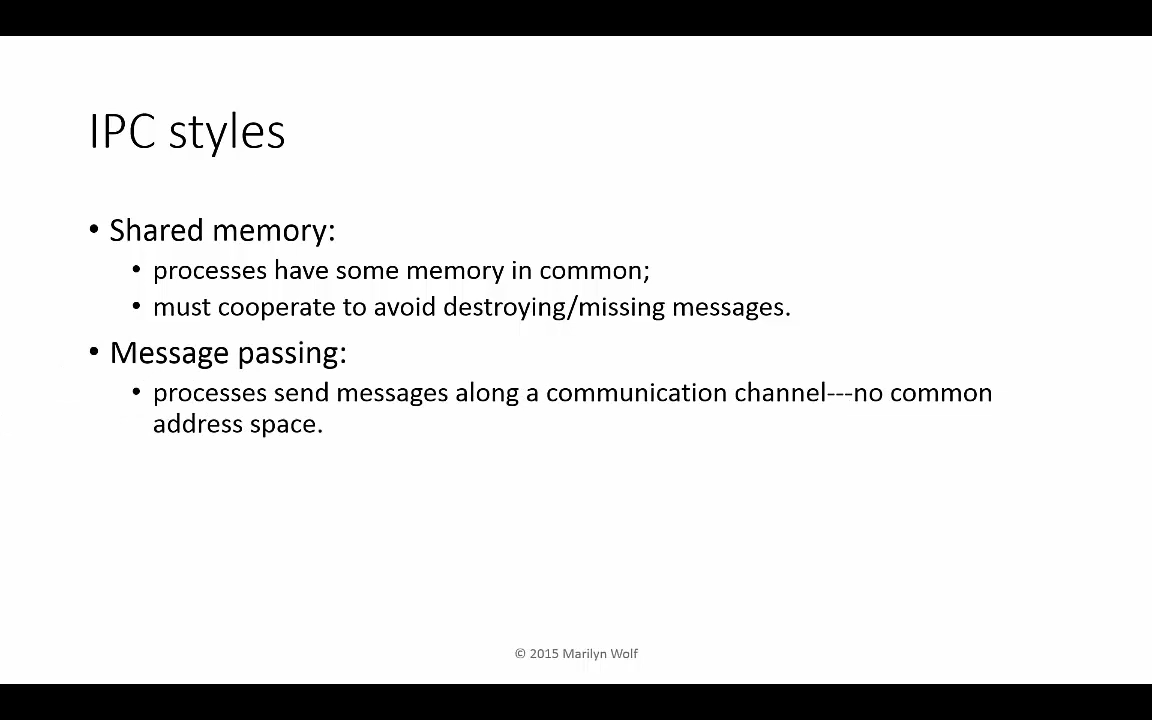 IPC styles
• Shared memory:
• processes have some memory in common;
• must cooperate to avoid destroying/missing messages.
• Message passing:
• processes send messages along a communication channel---no common
address space.
© 2015 Marilyn Wolf